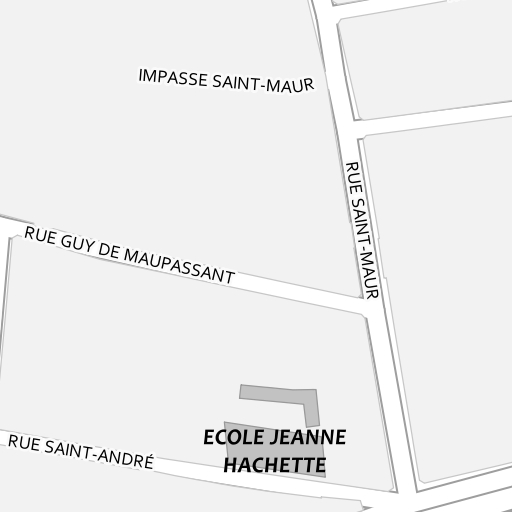 IMPASSE SAINT-MAUR
RUE SAINT-MAUR
RUE GUY DE MAUPASSANT
ECOLE JEANNE
HACHETTE
RUE SAINT-ANDRÉ